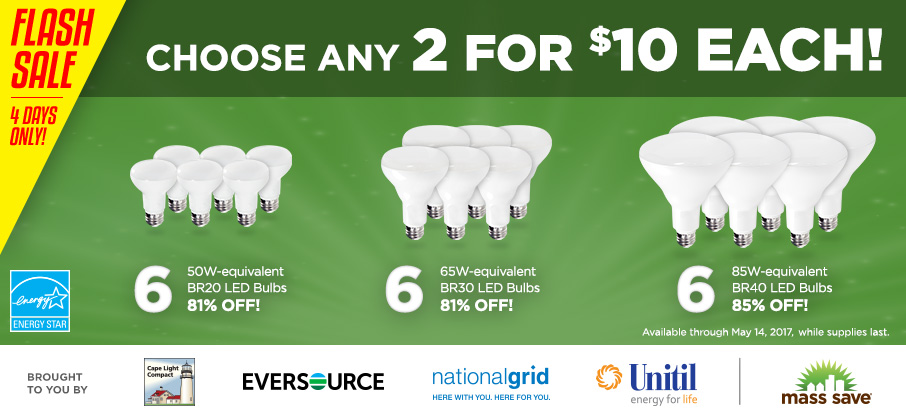 FLASH
SALE
4 DAYS
ONLY!
CHOOSE ANY 2 FOR $10 EACH!
6
50W-equivalent
BR20 LED Bulbs
81% OFF!
6
65W-equivalent
BR30 LED Bulbs
81% OFF!
6
85W-equivalent
BR40 LED Bulbs
85% OFF!
energy
ENERGY STAR
Available through May 14, 2017, while supplies last.
BROUGHT
TO YOU BY
Cape Light
Compact
EVERSOURCE
nationalgrid
HERE WITH YOU. HERE FOR YOU.
Unitil
energy for life
mass save